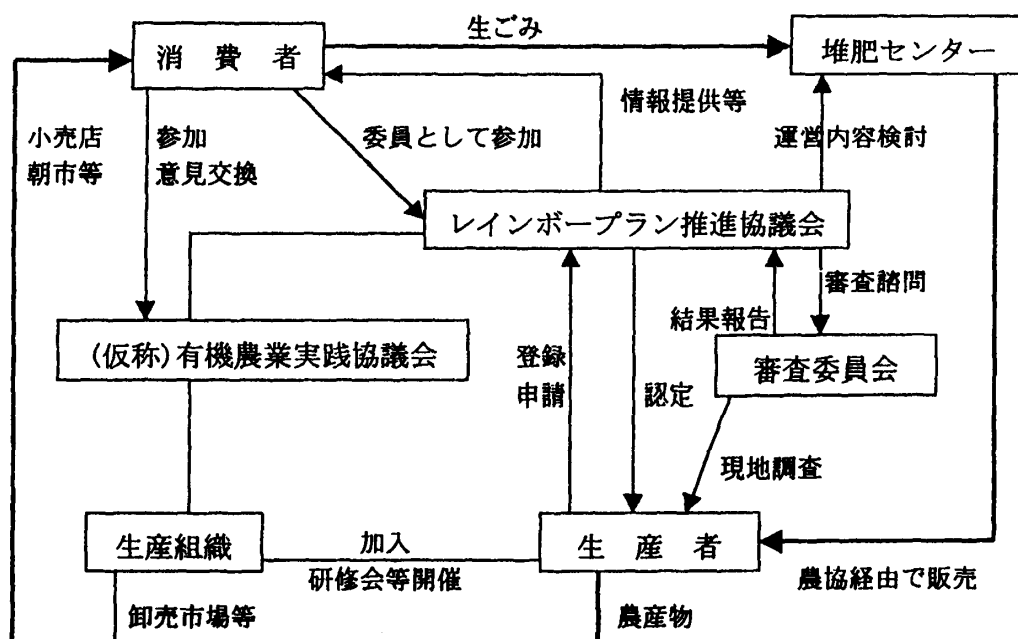 生ごみ
消費者
堆肥センター
情報提供等
小売店
朝市等
参加
意見交換
委員として参加
運営内容検討
レインボープラン推進協議会
審査諮問
結果報告
(仮称)有機農業実践協議会
登録
申請
認定
審査委員会
現地調査
生産組織
加入
研修会等開催
生産者
農協経由で販売
卸売市場等
農産物